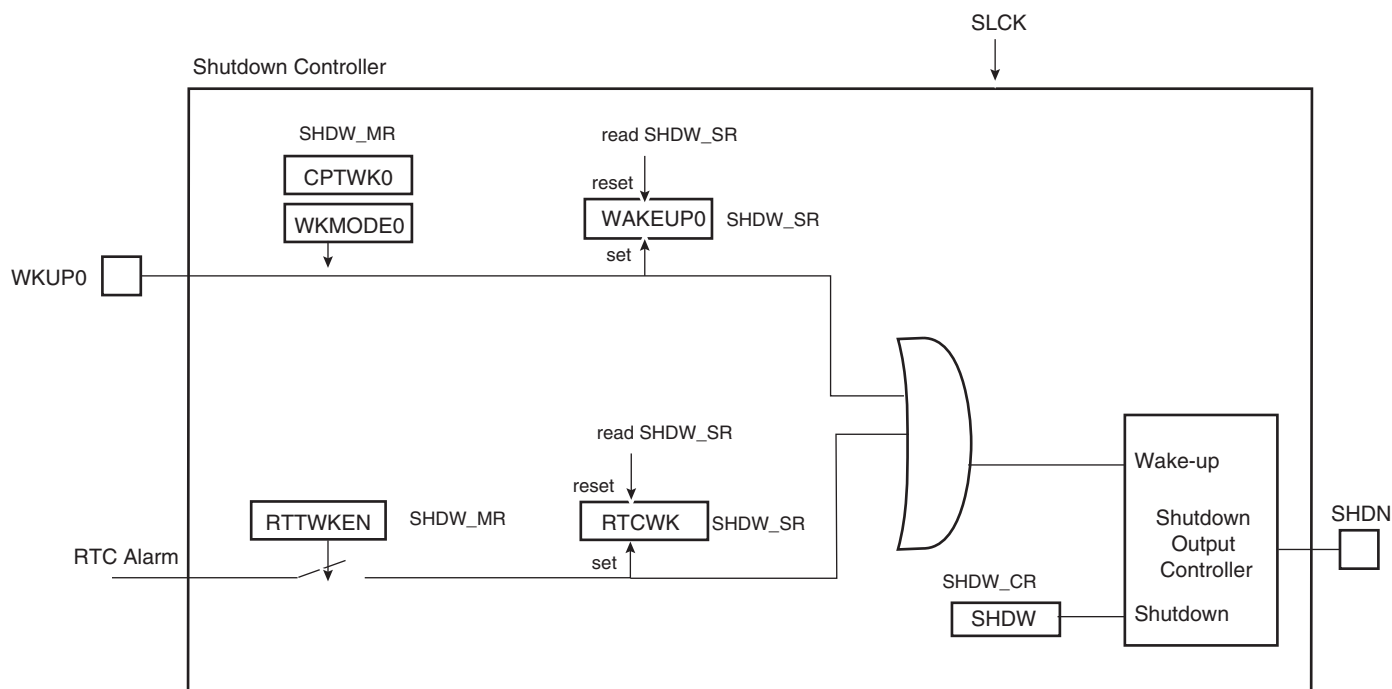 SLCK
Shutdown Controller
SHDW_MR
CPTWK0
WKMODE0
read SHDW_SR
reset
WAKEUP0
SHDW_SR
set
WKUP0
read SHDW_SR
reset
RTTWKEN
SHDW_MR
RTCWK
SHDW_SR
set
RTC Alarm
Wake-up
Shutdown
Output
Controller
SHDN
SHDW_CR
SHDW
Shutdown